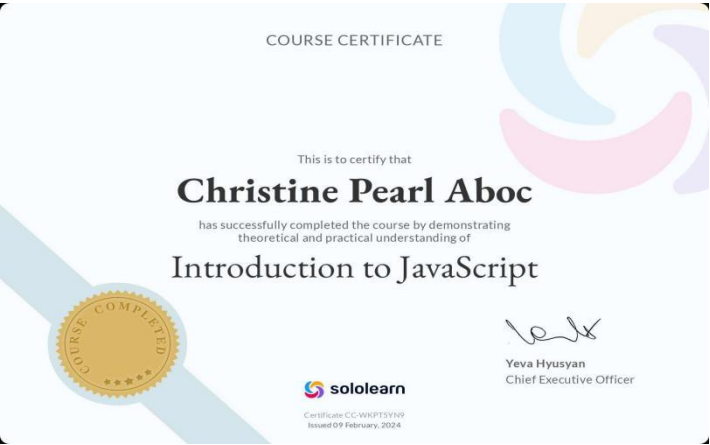 COURSE CERTIFICATE
This is to certify that
Christine Pearl Aboc
has successfully completed the course by demonstrating
theoretical and practical understanding of
Introduction to JavaScript
COURSE COMPLETED
Yeva Hyusyan
Chief Executive Officer
sololearn
Certificate CC-WKPT5YN9
Issued 09 February, 2024